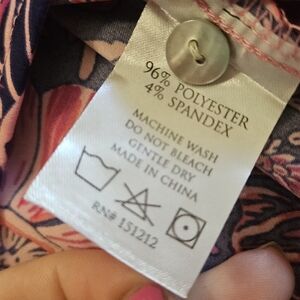 96% POLYESTER
4% SPANDEX
MACHINE WASH
DO NOT BLEACH
GENTLE DRY
MADE IN CHINA
RN# 151212